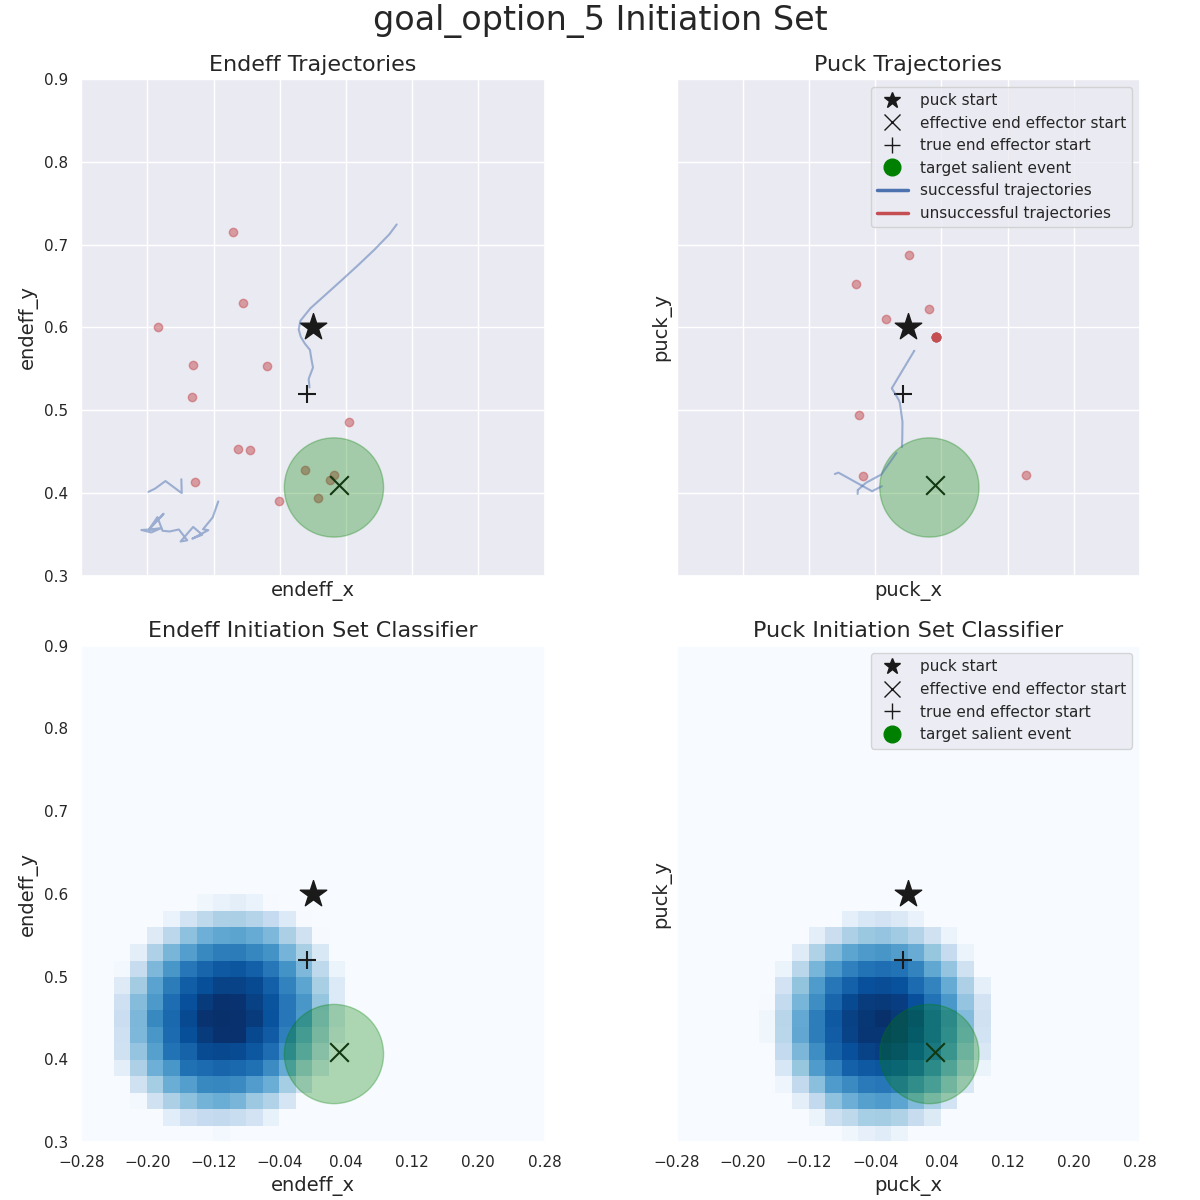 goal_option_5 Initiation Set
Endeff Trajectories
0.9
0.8
0.7
0.6
0.5
0.4
0.3
endeff_y
endeff_x
Puck Trajectories
puck start
effective end effector start
true end effector start
target salient event
successful trajectories
unsuccessful trajectories
puck_y
puck_x
Endeff Initiation Set Classifier
0.9
0.8
0.7
0.6
0.5
0.4
0.3
endeff_y
−0.28 −0.20 −0.12 −0.04 0.04 0.12 0.20 0.28
endeff_x
Puck Initiation Set Classifier
puck start
effective end effector start
true end effector start
target salient event
puck_y
−0.28 −0.20 −0.12 −0.04 0.04 0.12 0.20 0.28
puck_x